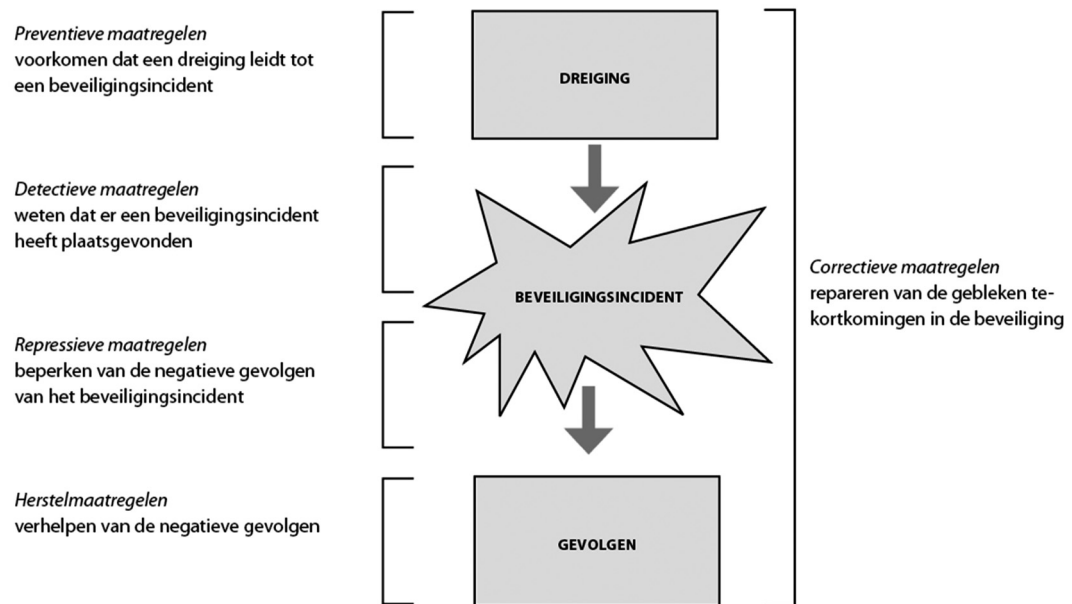 Preventieve maatregelen
voorkomen dat een dreiging leidt tot
een beveiligingsincident
DREIGING
Detectieve maatregelen
weten dat er een beveiligingsincident
heeft plaatsgevonden
BEVEILIGINGSINCIDENT
Correctieve maatregelen
repareren van de gebleken te-
kortkomingen in de beveiliging
Repressieve maatregelen
beperken van de negatieve gevolgen
van het beveiligingsincident
Herstelmaatregelen
verhelpen van de negatieve gevolgen
GEVOLGEN